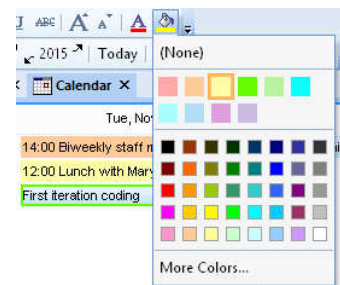 U ABC A A A
2015 Today
(None)
Calendar
Tue, No
14:00 Biweekly staff
12:00 Lunch with Mary
First iteration coding
More Colors...